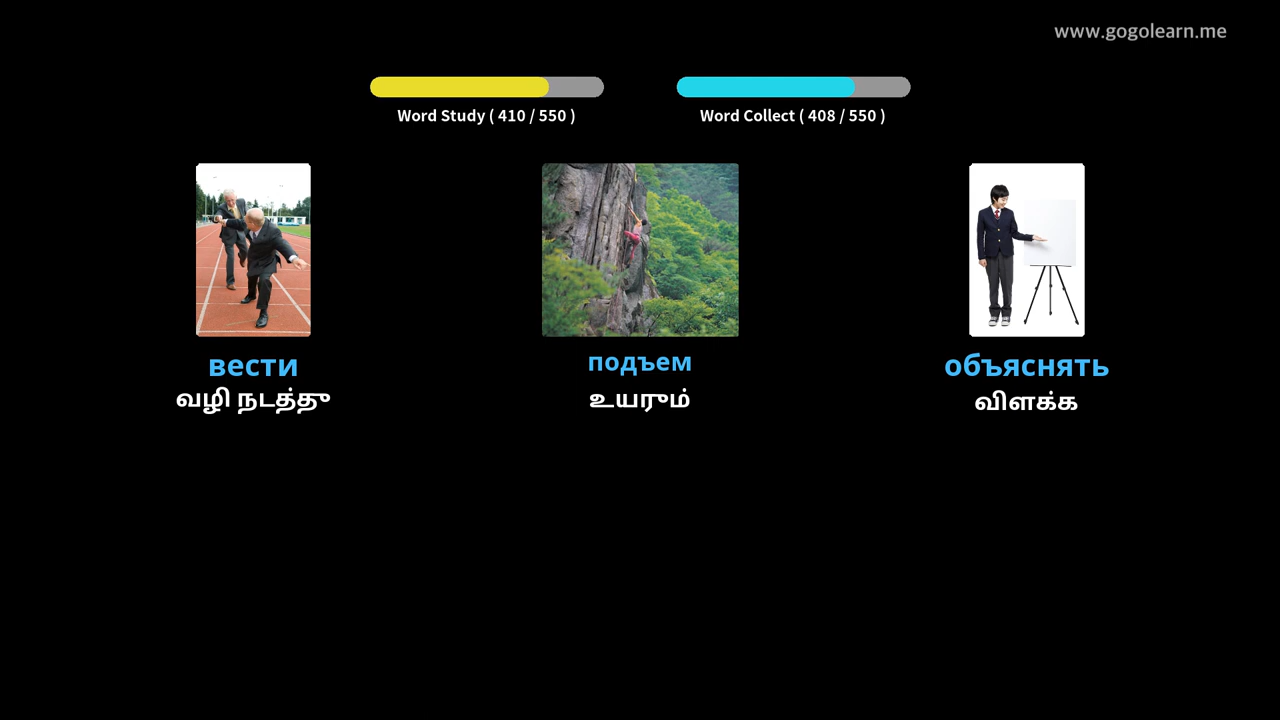 www.gogolearn.me
Word Study ( 410 / 550 )
Word Collect ( 408 / 550 )
вести
வழி நடத்து
подъем
உயரும்
объяснять
விளக்க